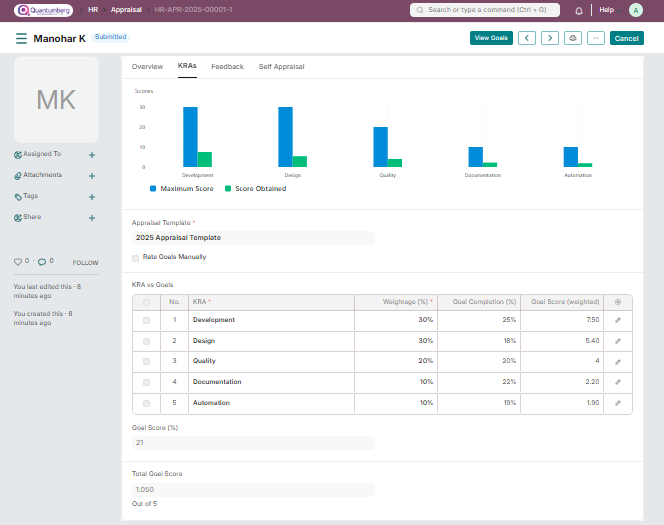 Quantumberg
HR
Appraisal
HR-APR-2025-00001-1
Search or type a command (Ctrl + G)
Help
A
Manohar K
Submitted
View Goals
Cancel
MK
Assigned To
Attachments
Tags
Share
0 · 0
FOLLOW
You last edited this · 8
minutes ago
You created this · 8
minutes ago
Overview
KRAs
Feedback
Self Appraisal
Scores
30
20
10
0
Development
Design
Quality
Documentation
Automation
Maximum Score
Score Obtained
Appraisal Template *
2025 Appraisal Template
Rate Goals Manually
KRA vs Goals
No. KRA * Weightage (%) * Goal Completion (%) Goal Score (weighted)
1 Development 30% 25% 7.50
2 Design 30% 18% 5.40
3 Quality 20% 20% 4
4 Documentation 10% 22% 2.20
5 Automation 10% 19% 1.90
Goal Score (%)
21
Total Goal Score
1.050
Out of 5